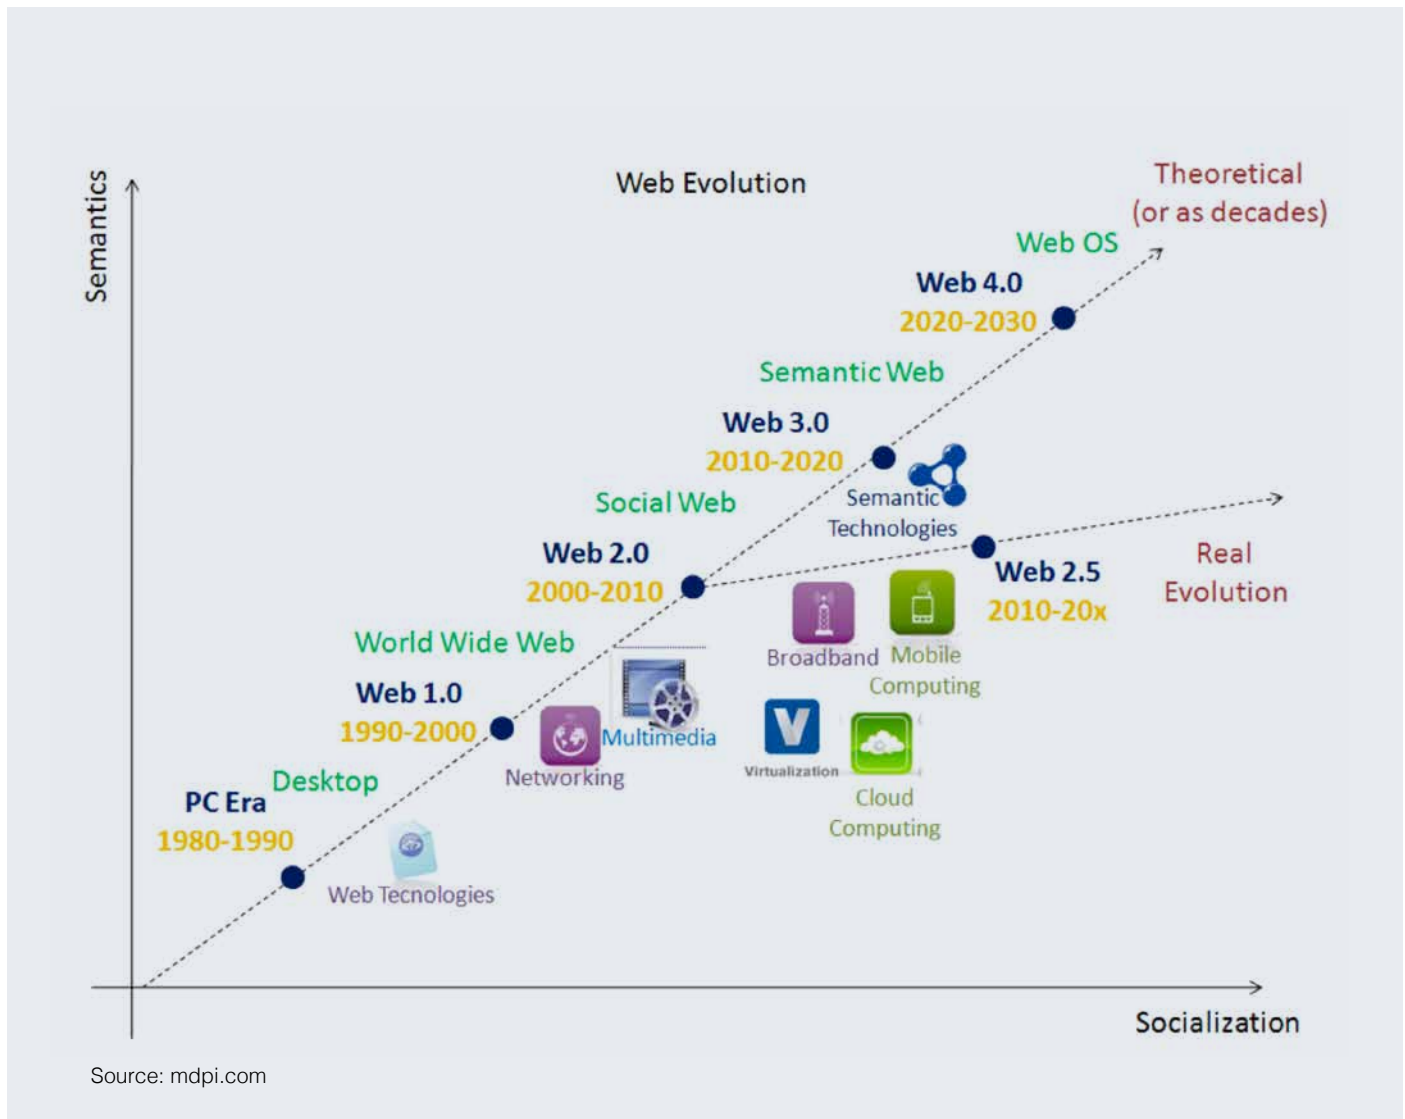 Web Evolution
Semantics
Theoretical
(or as decades)
Web OS
Web 4.0
2020-2030
Semantic Web
Web 3.0
2010-2020
Semantic
Technologies
Social Web
Web 2.0
2000-2010
Web 2.5
2010-20x
Real
Evolution
Broadband
Mobile
Computing
World Wide Web
Web 1.0
1990-2000
Multimedia
Networking
V
Virtualization
Cloud
Computing
Desktop
PC Era
1980-1990
Web Tecnologies
Socialization
Source: mdpi.com